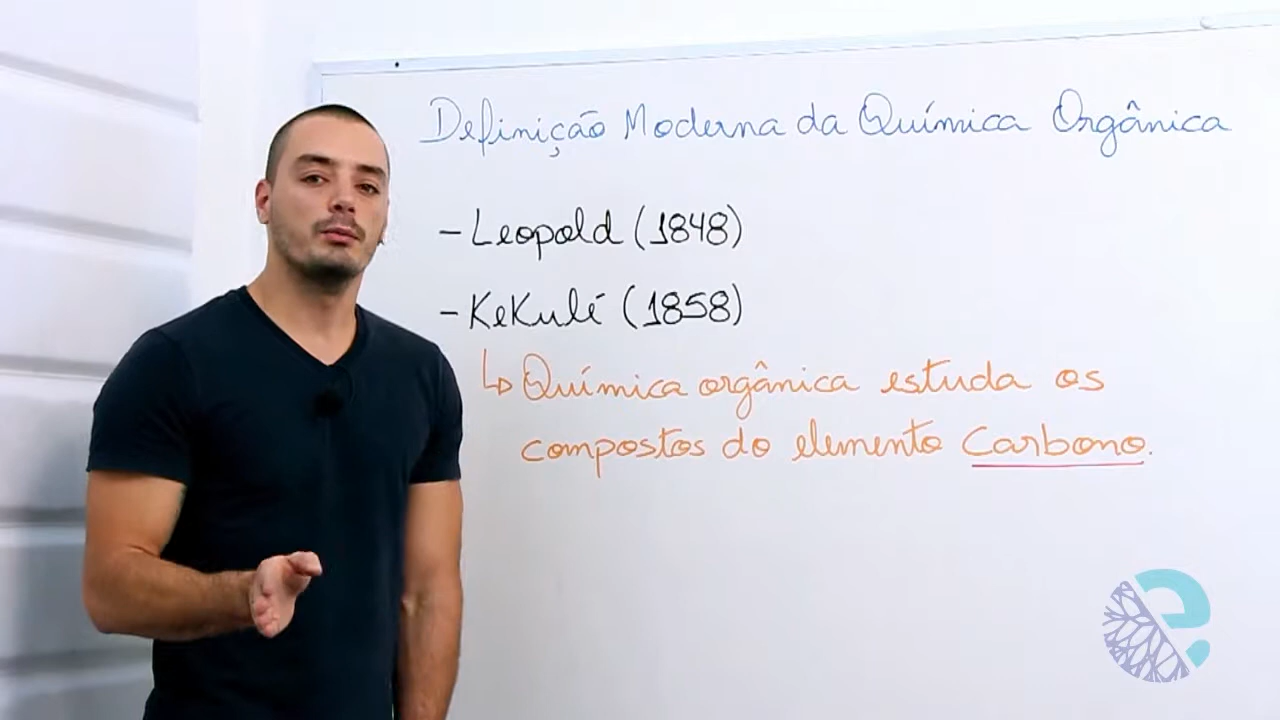 Definição Moderna da Química Orgânica
- Leopold (1848)
- Kekulé (1858)
↳ Química orgânica estuda os
compostos do elemento Carbono.